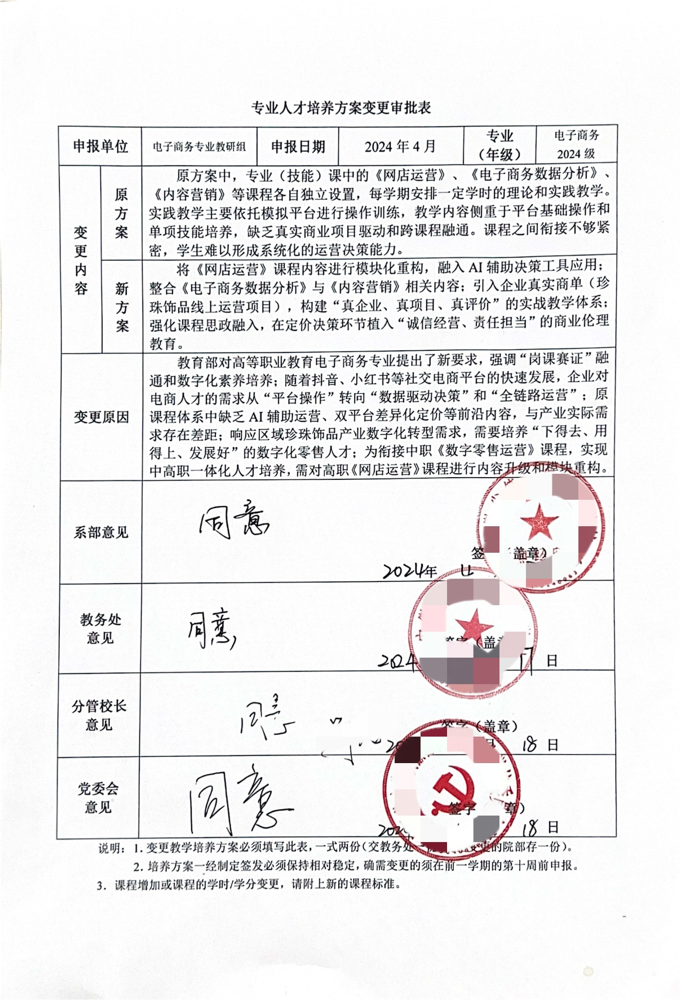 专业人才培养方案变更审批表
申报单位 电子商务专业教研组 申报日期 2024 年 4 月 专业（年级） 电子商务 2024 级
变更内容
原方案
原方案中，专业（技能）课中的《网店运营》、《电子商务数据分析》、
《内容营销》等课程各自独立设置，每学期安排一定学时的理论和实践教学。
实践教学主要依托模拟平台进行操作训练，教学内容侧重于平台基础操作和
单项技能培养，缺乏真实商业项目驱动和跨课程融通。课程之间衔接不够紧
密，学生难以形成系统化的运营决策能力。
新方案
将《网店运营》课程内容进行模块化重构，融入 AI 辅助决策工具应用；
整合《电子商务数据分析》与《内容营销》相关内容；引入企业真实商单（珍
珠饰品线上运营项目），构建“真企业、真项目、真评价”的实战教学体系；
强化课程思政融入，在定价决策环节植入“诚信经营、责任担当”的商业伦理
教育。
变更原因
教育部对高等职业教育电子商务专业提出了新要求，强调“岗课赛证”融
通和数字化素养培养；随着抖音、小红书等社交电商平台的快速发展，企业对
电商人才的需求从“平台操作”转向“数据驱动决策”和“全链路运营”；原
课程体系中缺乏 AI 辅助运营、双平台差异化定价等前沿内容，与产业实际需
求存在差距；响应区域珍珠饰品产业数字化转型需求，需要培养“下得去、用
得上、发展好”的数字化零售人才；为衔接中职《数字零售运营》课程，实现
中高职一体化人才培养，需对高职《网店运营》课程进行内容升级和模块重构。
系部意见
同意
签（盖章）
2024年
教务处
意见
同意
签字（盖章
2024 17 日
分管校长
意见
同意
签字（盖章）
18 日
党委会
意见
同意
签字 章）
18 日
说明：1. 变更教学培养方案必须填写此表，一式两份（交教务处 的院部存一份）。
2. 培养方案一经制定签发必须保持相对稳定，确需变更的须在前一学期的第十周前申报。
3．课程增加或课程的学时/学分变更，请附上新的课程标准。